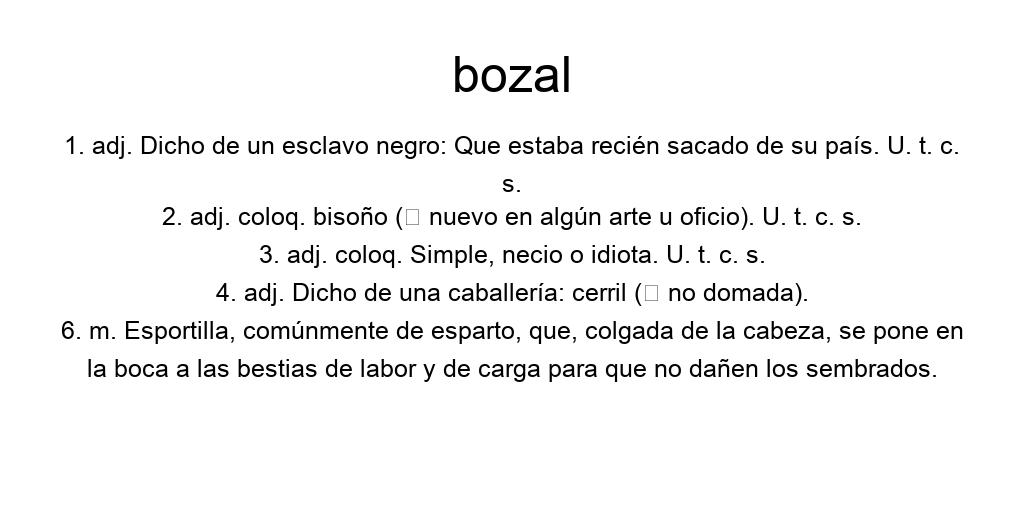 bozal
1. adj. Dicho de un esclavo negro: Que estaba recién sacado de su país. U. t. c.
s.
2. adj. coloq. bisoño (□ nuevo en algún arte u oficio). U. t. c. s.
3. adj. coloq. Simple, necio o idiota. U. t. c. s.
4. adj. Dicho de una caballería: cerril (□ no domada).
6. m. Esportilla, comúnmente de esparto, que, colgada de la cabeza, se pone en
la boca a las bestias de labor y de carga para que no dañen los sembrados.